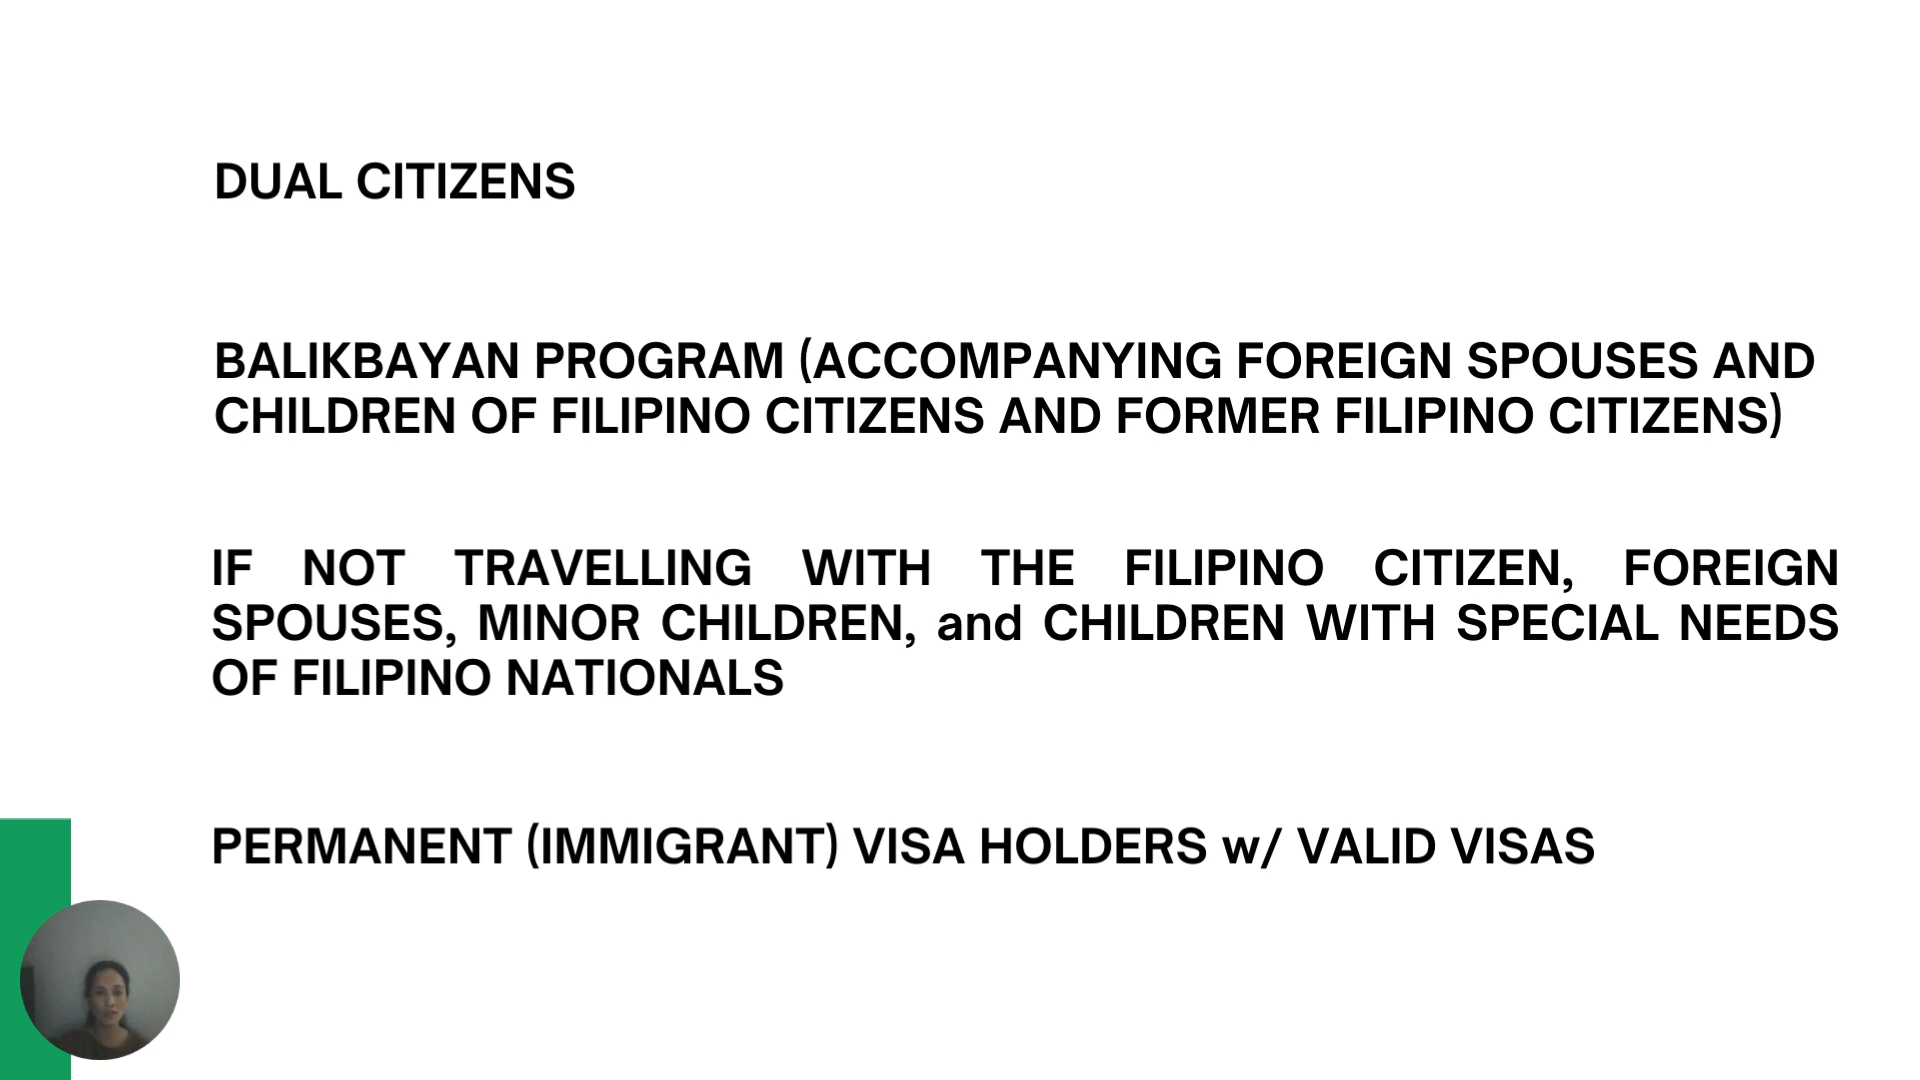 DUAL CITIZENS
BALIKBAYAN PROGRAM (ACCOMPANYING FOREIGN SPOUSES AND
CHILDREN OF FILIPINO CITIZENS AND FORMER FILIPINO CITIZENS)
IF NOT TRAVELLING WITH THE FILIPINO CITIZEN, FOREIGN
SPOUSES, MINOR CHILDREN, and CHILDREN WITH SPECIAL NEEDS
OF FILIPINO NATIONALS
PERMANENT (IMMIGRANT) VISA HOLDERS w/ VALID VISAS